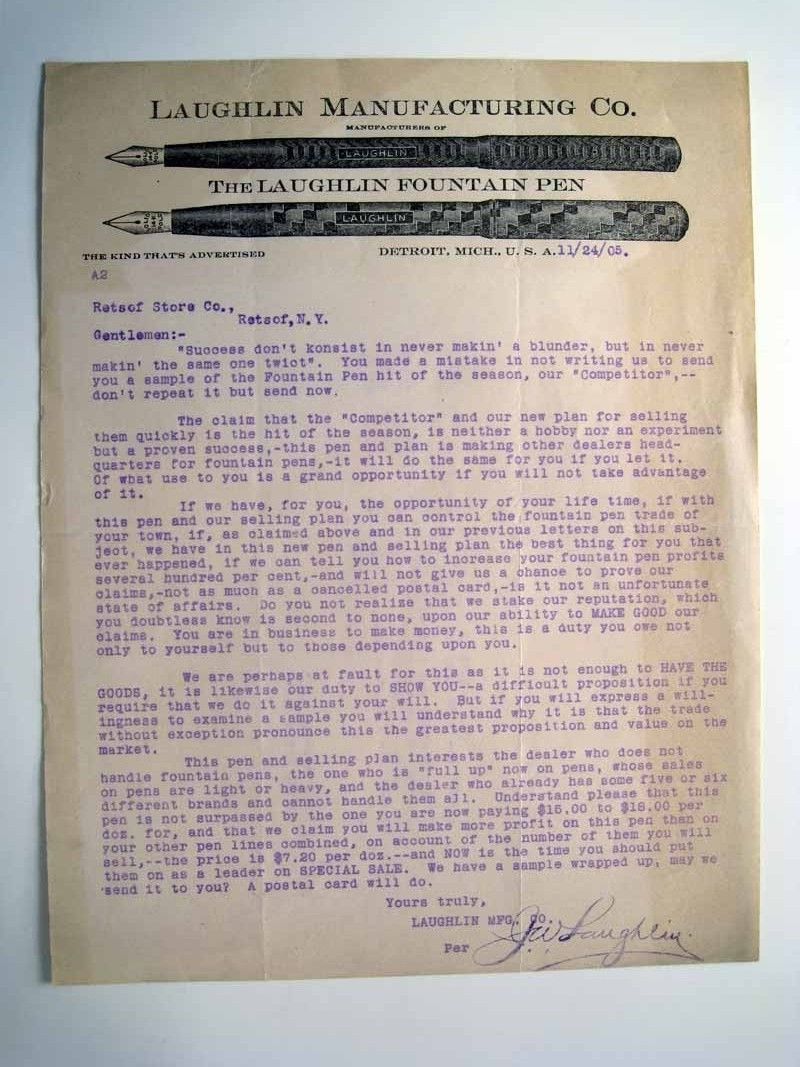 LAUGHLIN MANUFACTURING CO.
MANUFACTURERS OF
LAUGHLIN
THE LAUGHLIN FOUNTAIN PEN
LAUGHLIN
THE KIND THAT'S ADVERTISED
DETROIT, MICH., U. S. A. 11/24/05.
A2
Retsof Store Co.,
Retsof,N.Y.
Gentlemen:-
"Success don't konsist in never makin' a blunder, but in never
makin' the same one twict". You made a mistake in not writing us to send
you a sample of the Fountain Pen hit of the season, our "Competitor",--
don't repeat it but send now.
The claim that the "Competitor" and our new plan for selling
them quickly is the hit of the season, is neither a hobby nor an experiment
but a proven success,-this pen and plan is making other dealers head-
quarters for fountain pens,-it will do the same for you if you let it.
Of what use to you is a grand opportunity if you will not take advantage
of it.
If we have, for you, the opportunity of your life time, if with
this pen and our selling plan you can control the fountain pen trade of
your town, if, as claimed above and in our previous letters on this sub-
ject, we have in this new pen and selling plan the best thing for you that
ever happened, if we can tell you how to increase your fountain pen profits
several hundred per cent,-and will not give us a chance to prove our
claims,-not as much as a cancelled postal card,-is it not an unfortunate
state of affairs. Do you not realize that we stake our reputation, which
you doubtless know is second to none, upon our ability to MAKE GOOD our
claims. You are in business to make money, this is a duty you owe not
only to yourself but to those depending upon you.
We are perhaps at fault for this as it is not enough to HAVE THE
GOODS, it is likewise our duty to SHOW YOU--a difficult proposition if you
require that we do it against your will. But if you will express a will-
ingness to examine a sample you will understand why it is that the trade
without exception pronounce this the greatest proposition and value on the
market.
This pen and selling plan interests the dealer who does not
handle fountain pens, the one who is "full up" now on pens, whose sales
on pens are light or heavy, and the dealer who already has some five or six
different brands and cannot handle them all. Understand please that this
pen is not surpassed by the one you are now paying $15.00 to $18.00 per
doz. for, and that we claim you will make more profit on this pen than on
your other pen lines combined, on account of the number of them you will
sell,--the price is $7.20 per doz.--and NOW is the time you should put
them on as a leader on SPECIAL SALE. We have a sample wrapped up, may we
send it to you? A postal card will do.
Yours truly,
LAUGHLIN MFG. CO.
Per J.W. Laughlin.